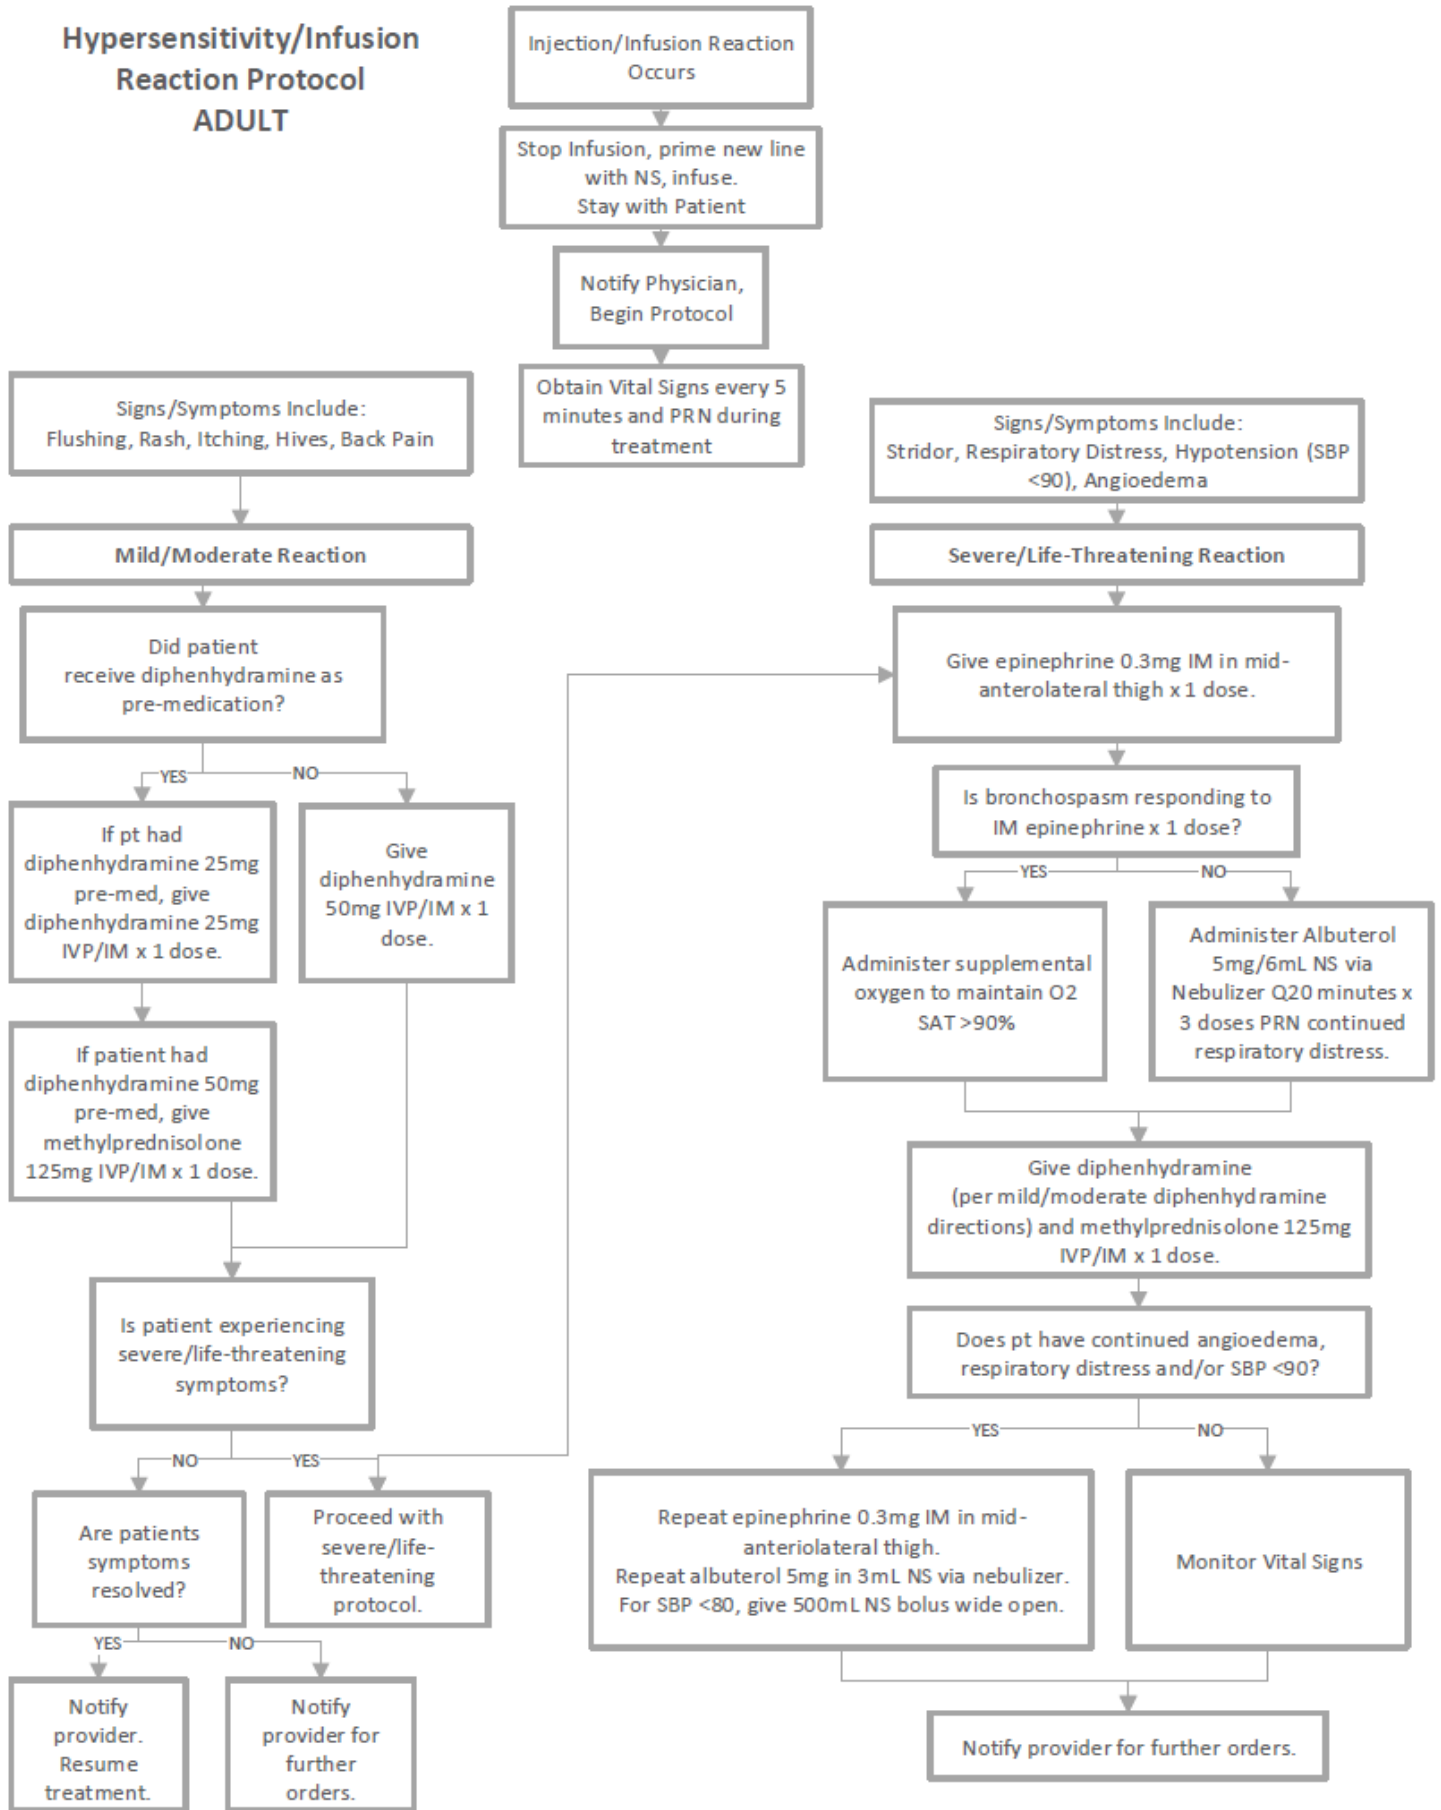 Hypersensitivity/Infusion
Reaction Protocol
ADULT
Injection/Infusion Reaction
Occurs
Stop Infusion, prime new line
with NS, infuse.
Stay with Patient
Notify Physician,
Begin Protocol
Obtain Vital Signs every 5
minutes and PRN during
treatment
Signs/Symptoms Include:
Flushing, Rash, Itching, Hives, Back Pain
Mild/Moderate Reaction
Did patient
receive diphenhydramine as
pre-medication?
YES
NO
If pt had
diphenhydramine 25mg
pre-med, give
diphenhydramine 25mg
IVP/IM x 1 dose.
Give
diphenhydramine
50mg IVP/IM x 1
dose.
If patient had
diphenhydramine 50mg
pre-med, give
methylprednisolone
125mg IVP/IM x 1 dose.
Is patient experiencing
severe/life-threatening
symptoms?
NO
YES
Are patients
symptoms
resolved?
Proceed with
severe/life-
threatening
protocol.
YES
NO
Notify
provider.
Resume
treatment.
Notify
provider for
further
orders.
Signs/Symptoms Include:
Stridor, Respiratory Distress, Hypotension (SBP
<90), Angioedema
Severe/Life-Threatening Reaction
Give epinephrine 0.3mg IM in mid-
anterolateral thigh x 1 dose.
Is bronchospasm responding to
IM epinephrine x 1 dose?
YES
NO
Administer supplemental
oxygen to maintain O2
SAT >90%
Administer Albuterol
5mg/6mL NS via
Nebulizer Q20 minutes x
3 doses PRN continued
respiratory distress.
Give diphenhydramine
(per mild/moderate diphenhydramine
directions) and methylprednisolone 125mg
IVP/IM x 1 dose.
Does pt have continued angioedema,
respiratory distress and/or SBP <90?
YES
NO
Repeat epinephrine 0.3mg IM in mid-
anteriolateral thigh.
Repeat albuterol 5mg in 3mL NS via nebulizer.
For SBP <80, give 500mL NS bolus wide open.
Monitor Vital Signs
Notify provider for further orders.